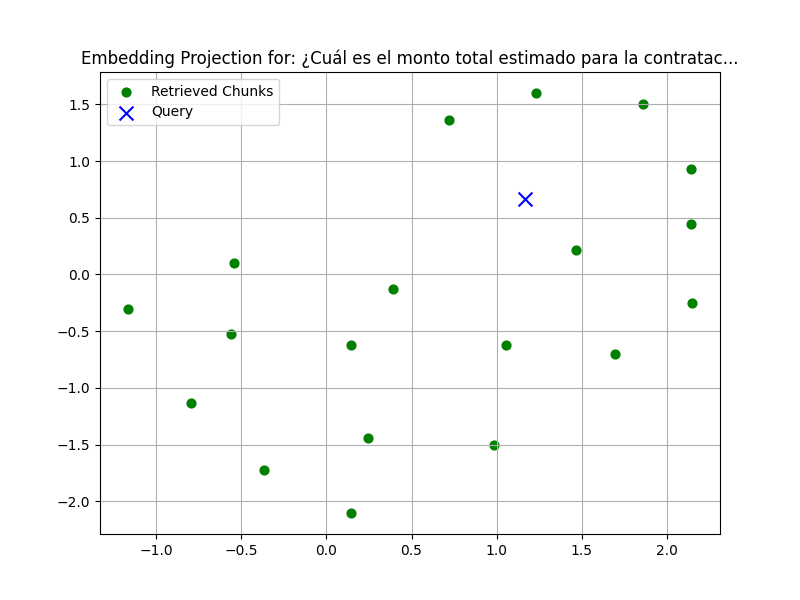 Embedding Projection for: ¿Cuál es el monto total estimado para la contratac...
Retrieved Chunks
Query
1.5
1.0
0.5
0.0
−0.5
−1.0
−1.5
−2.0
−1.0 −0.5 0.0 0.5 1.0 1.5 2.0